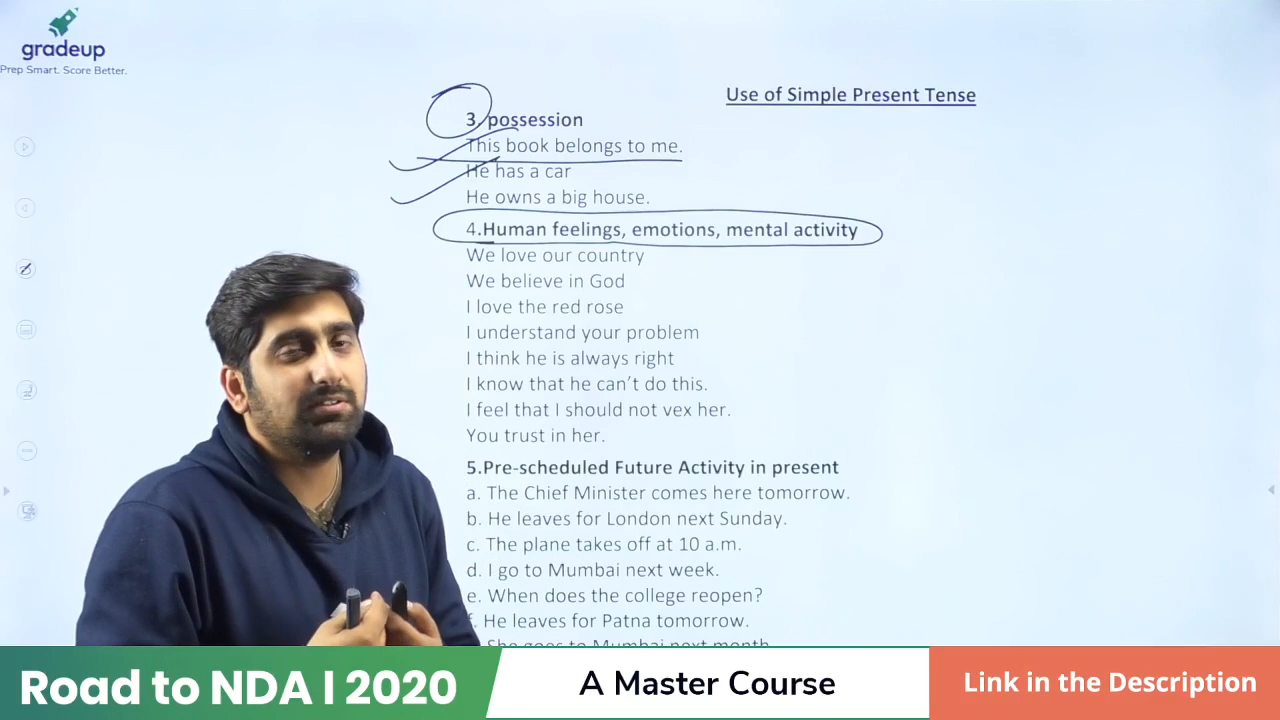 gradeup
Prep Smart. Score Better.
Use of Simple Present Tense
3. possession
This book belongs to me.
He has a car
He owns a big house.
4.Human feelings, emotions, mental activity
We love our country
We believe in God
I love the red rose
I understand your problem
I think he is always right
I know that he can’t do this.
I feel that I should not vex her.
You trust in her.
5.Pre-scheduled Future Activity in present
a. The Chief Minister comes here tomorrow.
b. He leaves for London next Sunday.
c. The plane takes off at 10 a.m.
d. I go to Mumbai next week.
e. When does the college reopen?
f. He leaves for Patna tomorrow.
She goes to Mumbai next month
Road to NDA | 2020
A Master Course
Link in the Description